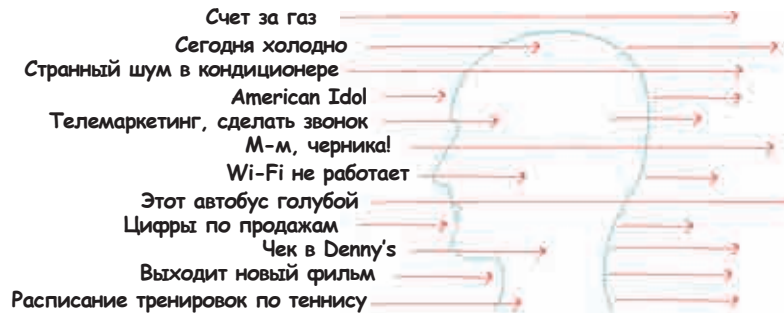 Счет за газ
Сегодня холодно
Странный шум в кондиционере
American Idol
Телемаркетинг, сделать звонок
М-м, черника!
Wi-Fi не работает
Этот автобус голубой
Цифры по продажам
Чек в Denny's
Выходит новый фильм
Расписание тренировок по теннису